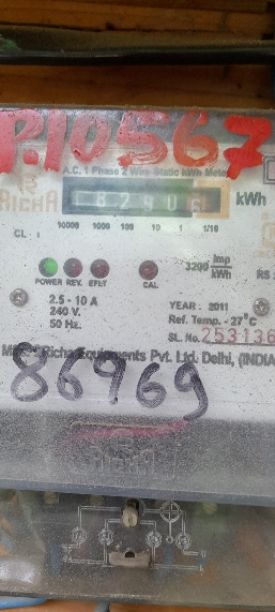 P.10567
A.C. 1 Phase 2 Wire Static kWh Meter
RICHA
kWh
10000 1000 100 10 1 1/10
3200 Imp/kWh
POWER REV. EFLT CAL
2.5 - 10 A
240 V.
50 Hz.
YEAR : 2011
Ref. Temp. - 27°C
SL. No. 253136
Richa Equipments Pvt. Ltd. Delhi, (INDIA
86969
RICHA